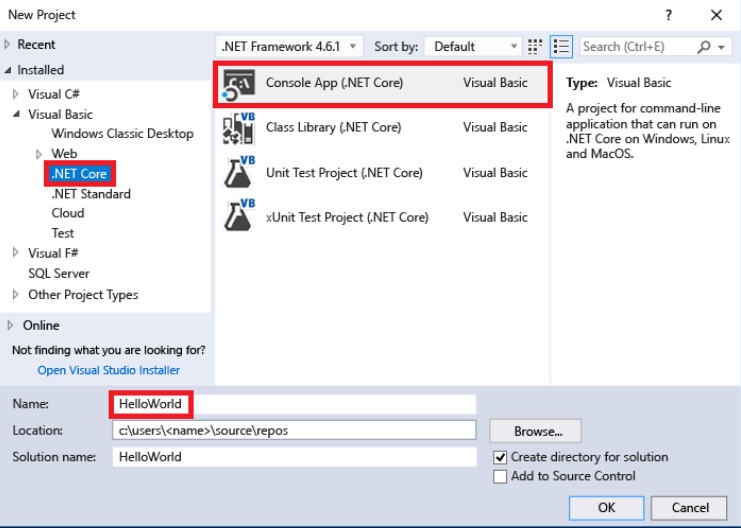 New Project
?
Recent
.NET Framework 4.6.1
Sort by:
Default
Search (Ctrl+E)
Installed
Visual C#
Visual Basic
Windows Classic Desktop
Web
.NET Core
.NET Standard
Cloud
Test
Visual F#
SQL Server
Other Project Types
Online
Not finding what you are looking for?
Open Visual Studio Installer
C:\
Console App (.NET Core) Visual Basic
VB
Class Library (.NET Core) Visual Basic
VB
Unit Test Project (.NET Core) Visual Basic
VB
xUnit Test Project (.NET Core) Visual Basic
Type: Visual Basic
A project for command-line
application that can run on
.NET Core on Windows, Linux
and MacOS.
Name: HelloWorld
Location: c:\users\<name>\source\repos
Browse...
Solution name: HelloWorld
Create directory for solution
Add to Source Control
OK
Cancel